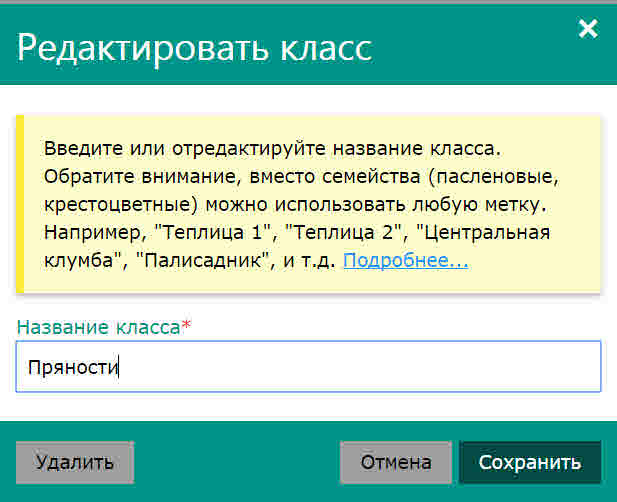 Редактировать класс
×
Введите или отредактируйте название класса.
Обратите внимание, вместо семейства (пасленовые,
крестоцветные) можно использовать любую метку.
Например, "Теплица 1", "Теплица 2", "Центральная
клумба", "Палисадник", и т.д. Подробнее...
Название класса*
Пряности
Удалить Отмена Сохранить